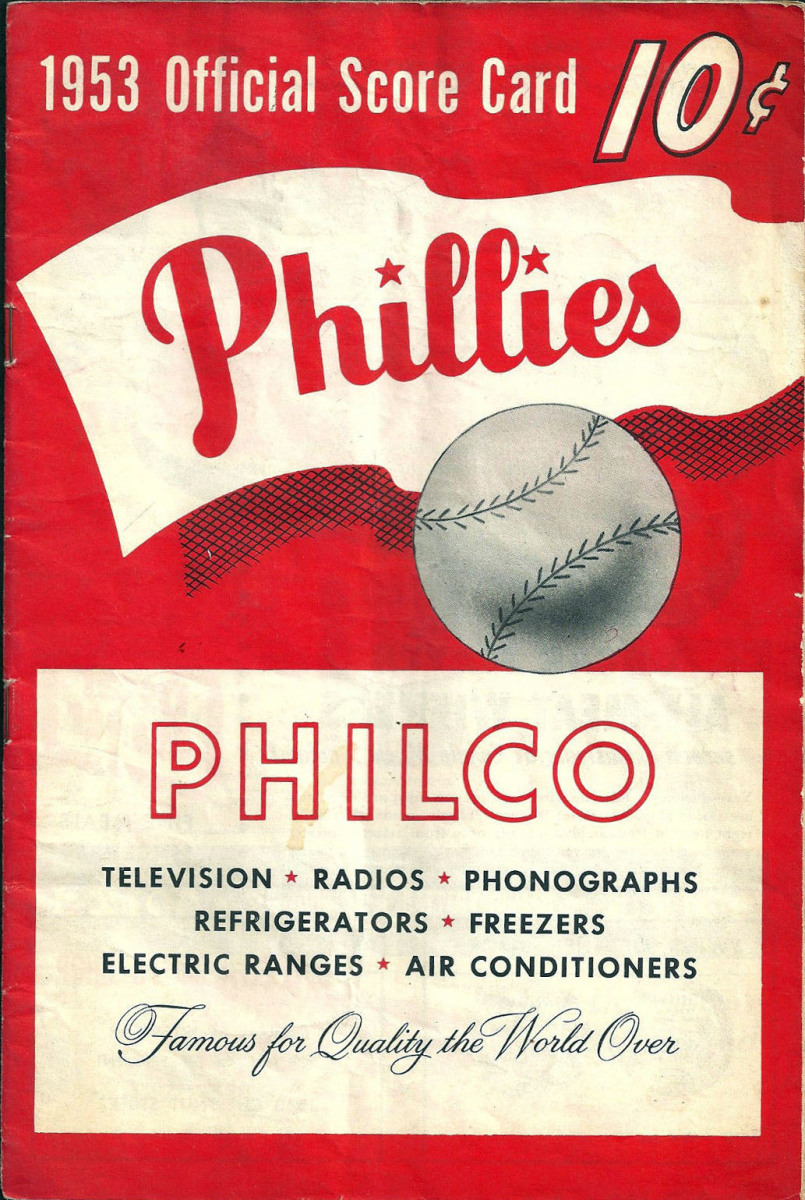 1953 Official Score Card 10¢
Phillies
PHILCO
TELEVISION ★ RADIOS ★ PHONOGRAPHS
REFRIGERATORS ★ FREEZERS
ELECTRIC RANGES ★ AIR CONDITIONERS
Famous for Quality the World Over